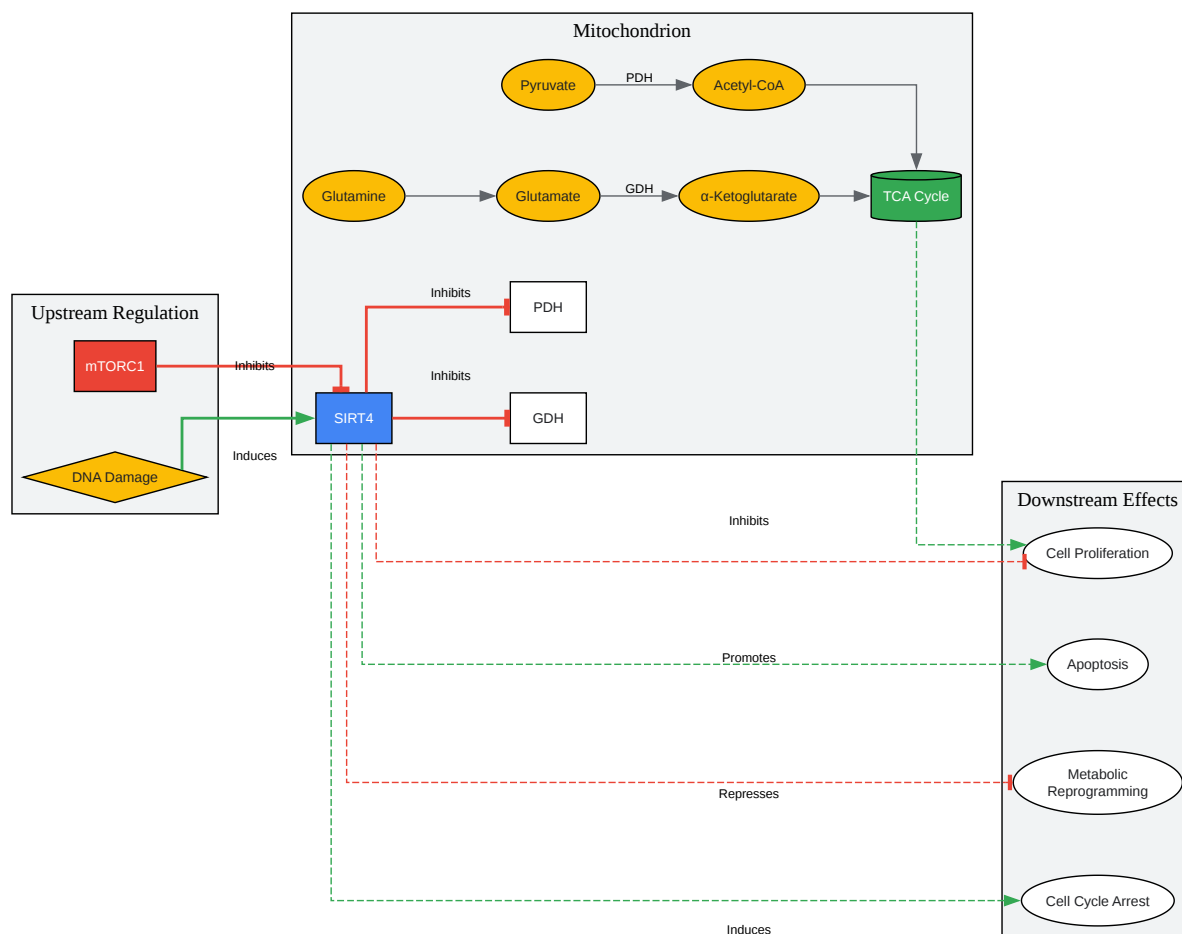 Mitochondrion
Pyruvate
PDH
Acetyl-CoA
Glutamine
Glutamate
GDH
α-Ketoglutarate
TCA Cycle
Upstream Regulation
mTORC1
Inhibits
DNA Damage
Induces
SIRT4
Inhibits
PDH
Inhibits
GDH
Downstream Effects
Inhibits
Cell Proliferation
Promotes
Apoptosis
Represses
Metabolic
Reprogramming
Induces
Cell Cycle Arrest